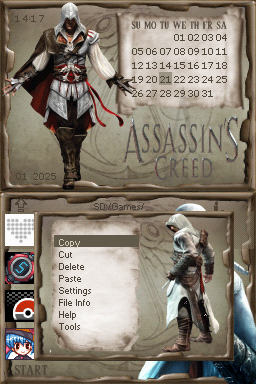 14:17
SU MO TU WE TH FR SA
01 02 03 04
05 06 07 08 09 10 11
12 13 14 15 16 17 18
19 20 21 22 23 24 25
26 27 28 29 30 31
ASSASSIN'S
CREED
01 2025
SD:/Games/
Copy
Cut
Delete
Paste
Settings
File Info
Help
Tools
START